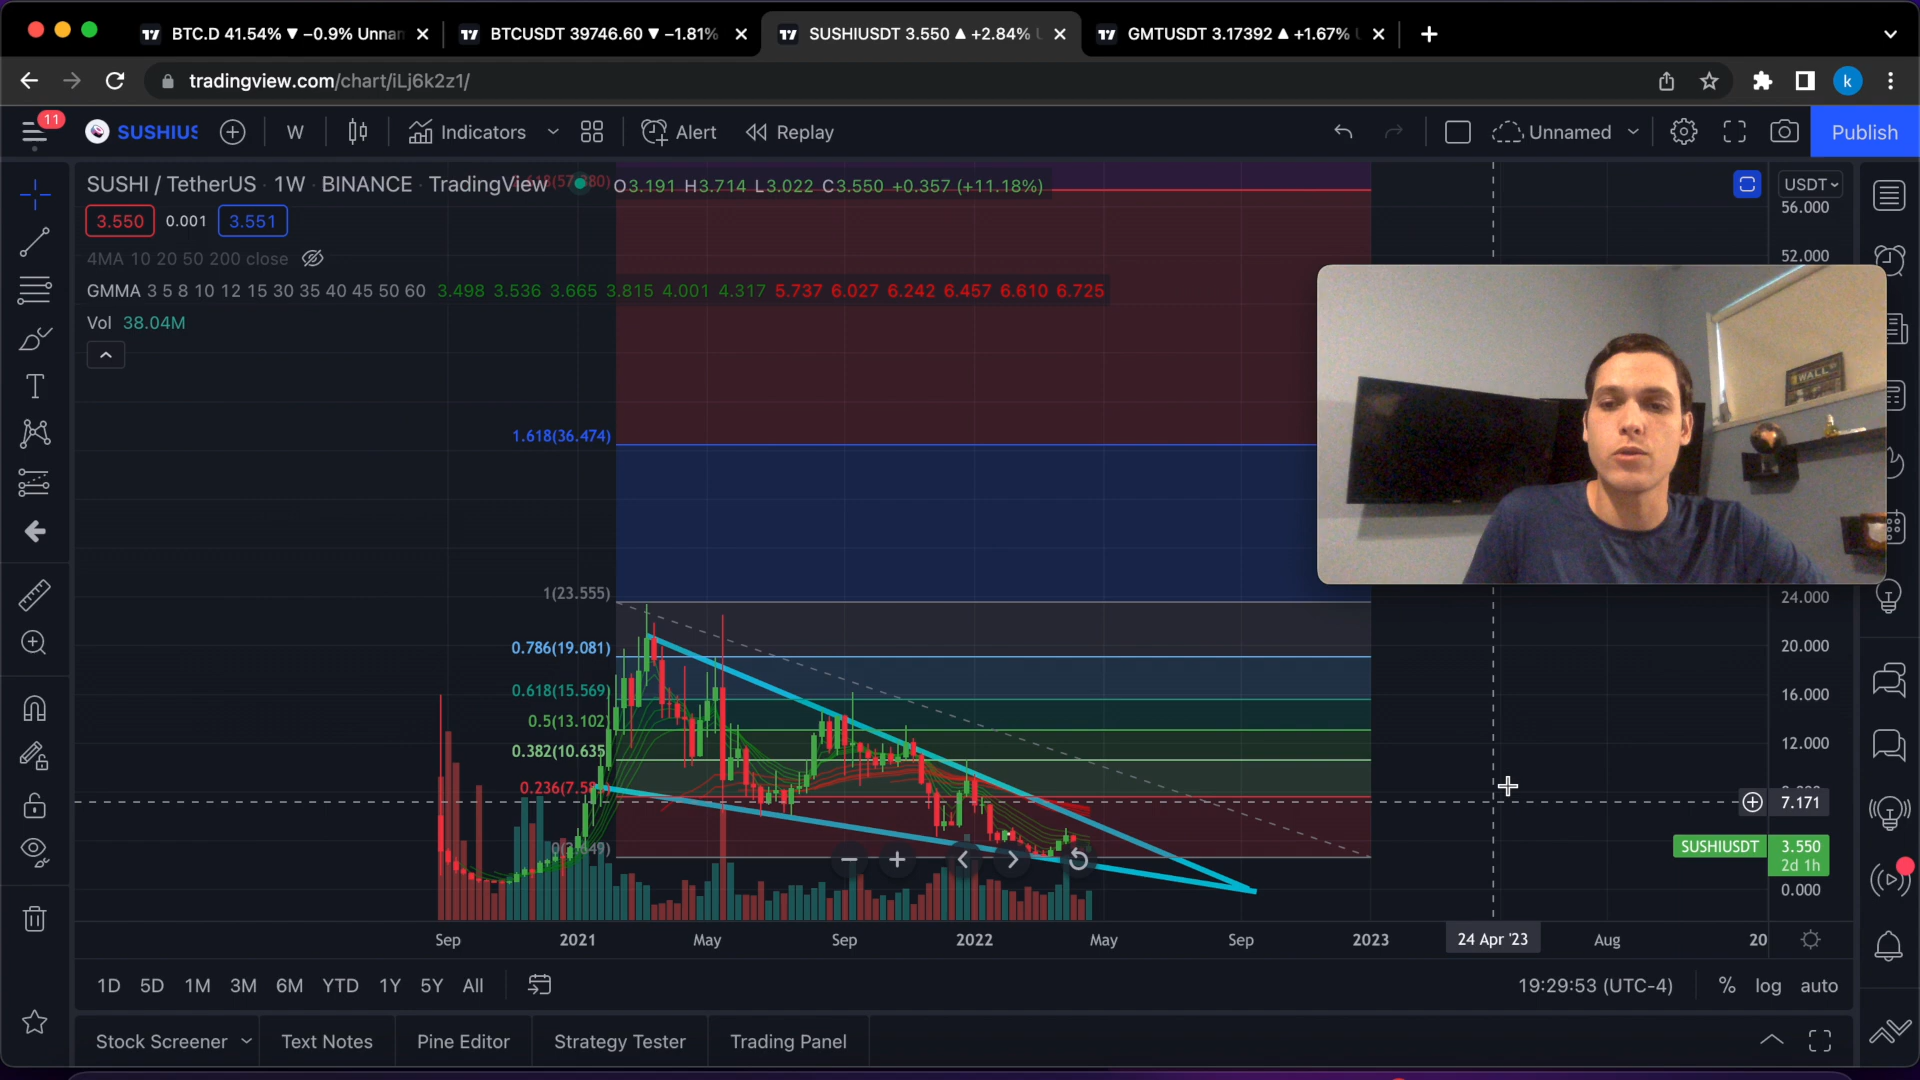 BTC.D 41.54% ▼ −0.9% Unnan
BTCUSDT 39746.60 ▼ −1.81%
SUSHIUSDT 3.550 ▲ +2.84% U
GMTUSDT 3.17392 ▲ +1.67% U
tradingview.com/chart/iLj6k2z1/
k
11
SUSHIUS
W
Indicators
Alert
Replay
Unnamed
Publish
SUSHI / TetherUS · 1W · BINANCE · TradingView
O3.191 H3.714 L3.022 C3.550 +0.357 (+11.18%)
USDT
3.550
0.001
3.551
4MA 10 20 50 200 close
GMMA 3 5 8 10 12 15 30 35 40 45 50 60 3.498 3.536 3.665 3.815 4.001 4.317 5.737 6.027 6.242 6.457 6.610 6.725
Vol 38.04M
56.000
52.000
WALL
1.618(36.474)
1(23.555)
24.000
0.786(19.081)
20.000
0.618(15.569)
16.000
0.5(13.102)
0.382(10.635)
12.000
0.236(7.58
7.171
SUSHIUSDT
3.550
2d 1h
0.000
Sep
2021
May
Sep
2022
May
Sep
2023
24 Apr '23
Aug
20
1D 5D 1M 3M 6M YTD 1Y 5Y All
19:29:53 (UTC-4)
%
log
auto
Stock Screener
Text Notes
Pine Editor
Strategy Tester
Trading Panel